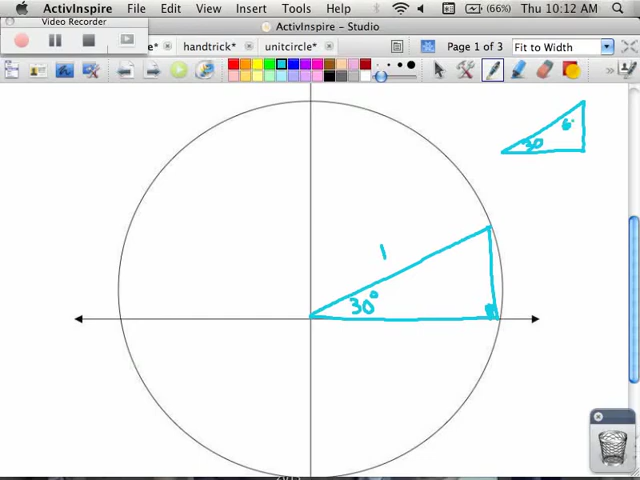 ActivInspire File Edit View Insert Tools Help (66%) Thu 10:12 AM
Video Recorder
ActivInspire - Studio
e* handtrick* unitcircle* Page 1 of 3 Fit to Width
30 6
1
30°